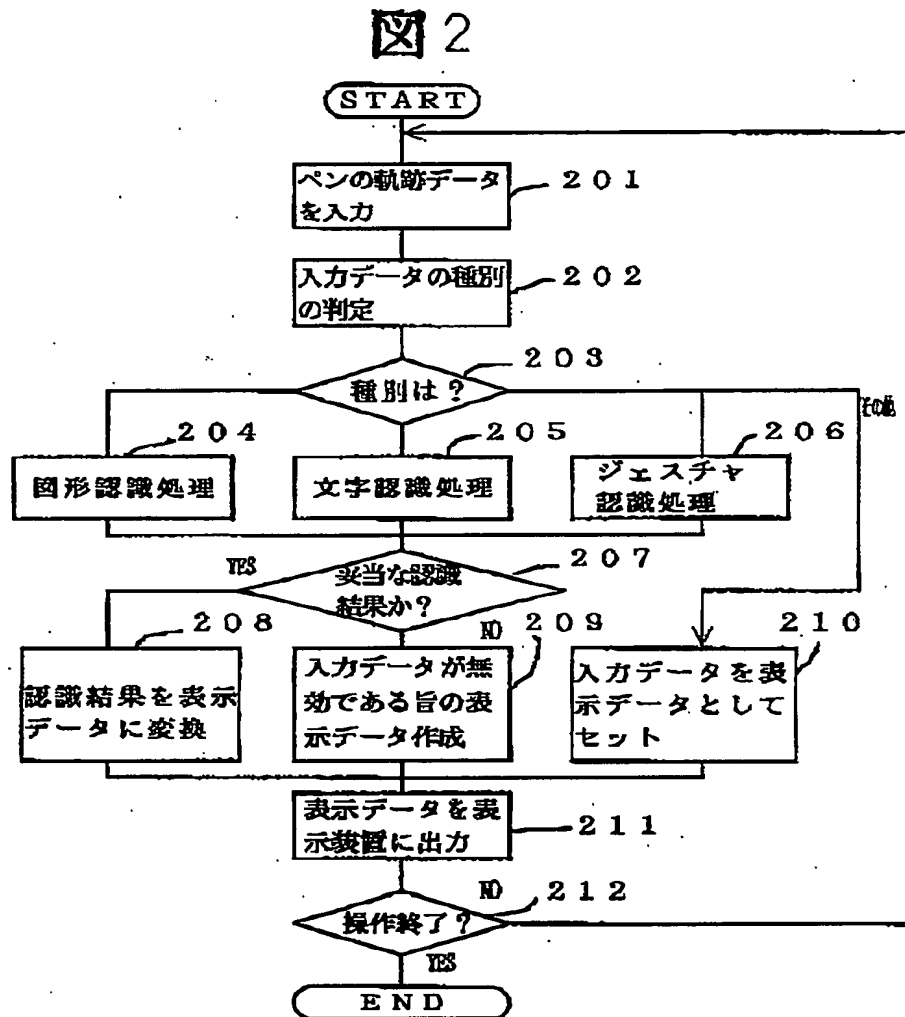 図2
START
ペンの軌跡データ
を入力
201
入力データの種別
の判定
202
種別は?
203
その他
図形認識処理
204
文字認識処理
205
ジェスチャ
認識処理
206
妥当な認識
結果か?
207
YES
NO
認識結果を表示
データに変換
208
入力データが無
効である旨の表
示データ作成
209
入力データを表
示データとして
セット
210
表示データを表
示装置に出力
211
操作終了?
212
NO
YES
END